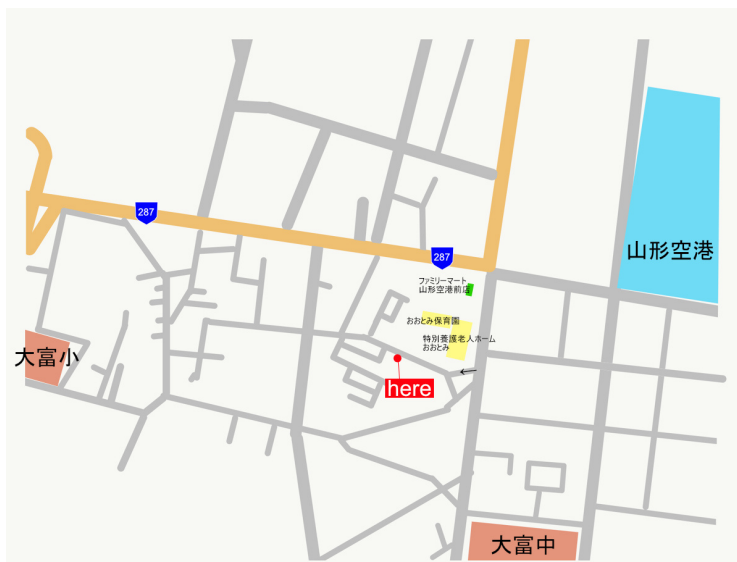 287
山形空港
287
ファミリーマート
山形空港前店
おおとみ保育園
特別養護老人ホーム
おおとみ
大富小
here
大富中